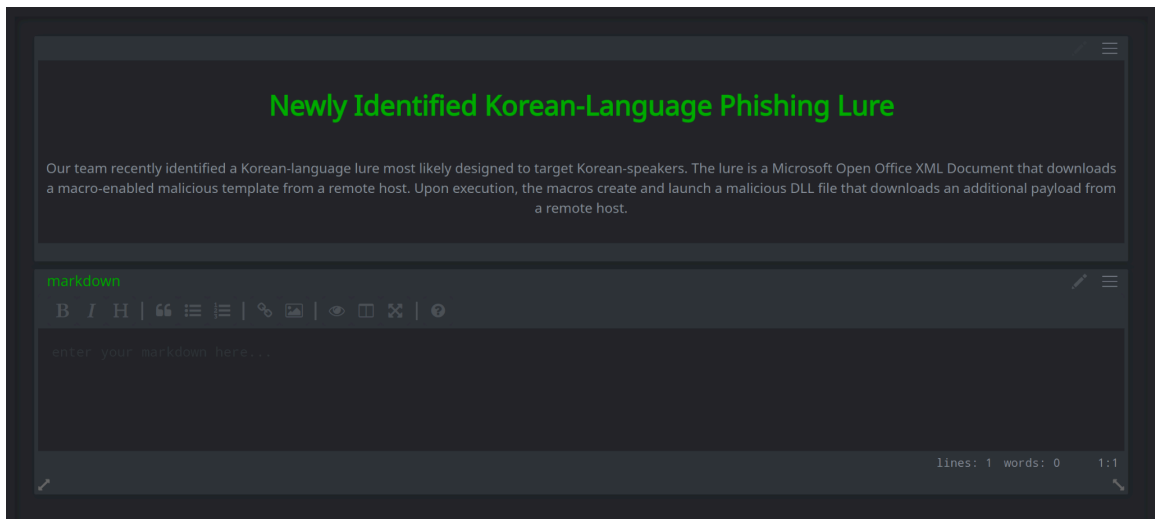 Newly Identified Korean-Language Phishing Lure
Our team recently identified a Korean-language lure most likely designed to target Korean-speakers. The lure is a Microsoft Open Office XML Document that downloads
a macro-enabled malicious template from a remote host. Upon execution, the macros create and launch a malicious DLL file that downloads an additional payload from
a remote host.
markdown
B I H
enter your markdown here...
lines: 1 words: 0 1:1